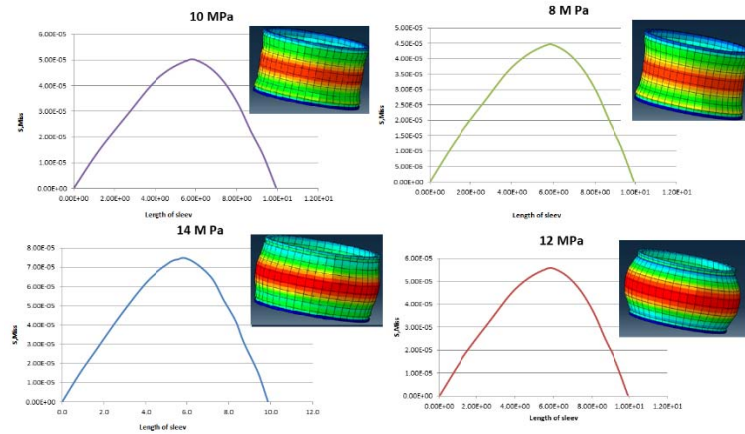 10 MPa
6.00E-05
5.00E-05
4.00E-05
3.00E-05
2.00E-05
1.00E-05
0.00E+00
S,Miss
0.00E+00 2.00E+00 4.00E+00 6.00E+00 8.00E+00 1.00E+01 1.20E+01
Length of sleev
8 M Pa
5.00E-05
4.50E-05
4.00E-05
3.50E-05
3.00E-05
2.50E-05
2.00E-05
1.50E-05
1.00E-05
5.00E-06
0.00E+00
S,Miss
0.00E+00 2.00E+00 4.00E+00 6.00E+00 8.00E+00 1.00E+01 1.20E+01
Length of sleev
14 M Pa
8.00E-05
7.00E-05
6.00E-05
5.00E-05
4.00E-05
3.00E-05
2.00E-05
1.00E-05
0.00E+00
S,Miss
0.0 2.0 4.0 6.0 8.0 10.0 12.0
Length of sleev
12 MPa
6.00E-05
5.00E-05
4.00E-05
3.00E-05
2.00E-05
1.00E-05
0.00E+00
S,Miss
0.00E+00 2.00E+00 4.00E+00 6.00E+00 8.00E+00 1.00E+01 1.20E+01
Length of sleev